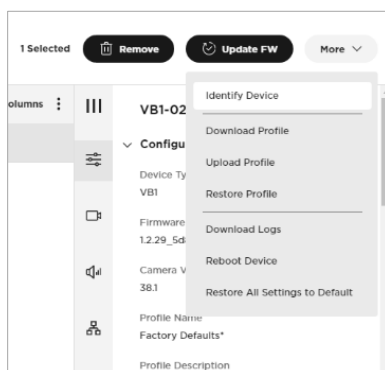 1 Selected
Remove
Update FW
More
olumns
VB1-02
Identify Device
Download Profile
Upload Profile
Restore Profile
Download Logs
Reboot Device
Restore All Settings to Default
Configu
Device Ty
VB1
Firmware
1.2.29_5d
Camera V
38.1
Profile Name
Factory Defaults*
Profile Description